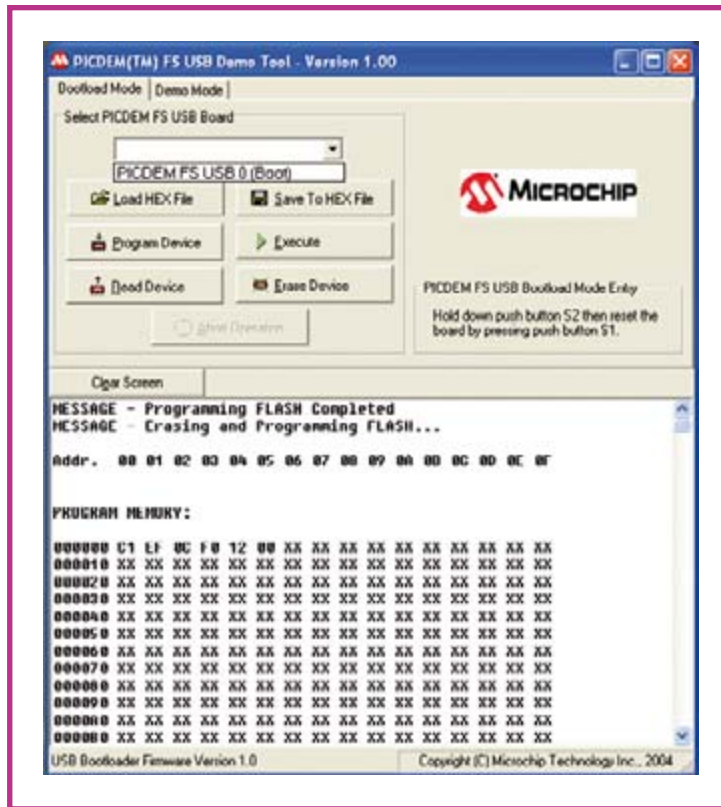 PICDEM(TM) FS USB Demo Tool - Version 1.00
Bootload Mode Demo Mode
Select PICDEM FS USB Board
PICDEM FS USB 0 (Boot)
Load HEX File Save To HEX File
Program Device Execute
Read Device Erase Device
Abort Operation
MICROCHIP
PICDEM FS USB Bootload Mode Entry
Hold down push button S2 then reset the
board by pressing push button S1.
Clear Screen
MESSAGE - Programming FLASH Completed
MESSAGE - Erasing and Programming FLASH...
Addr. 00 01 02 03 04 05 06 07 08 09 0A 0B 0C 0D 0E 0F
PROGRAM MEMORY:
000000 C1 EF 0C F0 12 00 XX XX XX XX XX XX XX XX XX XX
000010 XX XX XX XX XX XX XX XX XX XX XX XX XX XX XX XX
000020 XX XX XX XX XX XX XX XX XX XX XX XX XX XX XX XX
000030 XX XX XX XX XX XX XX XX XX XX XX XX XX XX XX XX
000040 XX XX XX XX XX XX XX XX XX XX XX XX XX XX XX XX
000050 XX XX XX XX XX XX XX XX XX XX XX XX XX XX XX XX
000060 XX XX XX XX XX XX XX XX XX XX XX XX XX XX XX XX
000070 XX XX XX XX XX XX XX XX XX XX XX XX XX XX XX XX
000080 XX XX XX XX XX XX XX XX XX XX XX XX XX XX XX XX
000090 XX XX XX XX XX XX XX XX XX XX XX XX XX XX XX XX
0000A0 XX XX XX XX XX XX XX XX XX XX XX XX XX XX XX XX
0000B0 XX XX XX XX XX XX XX XX XX XX XX XX XX XX XX XX
USB Bootloader Firmware Version 1.0 Copyright (C) Microchip Technology Inc., 2004